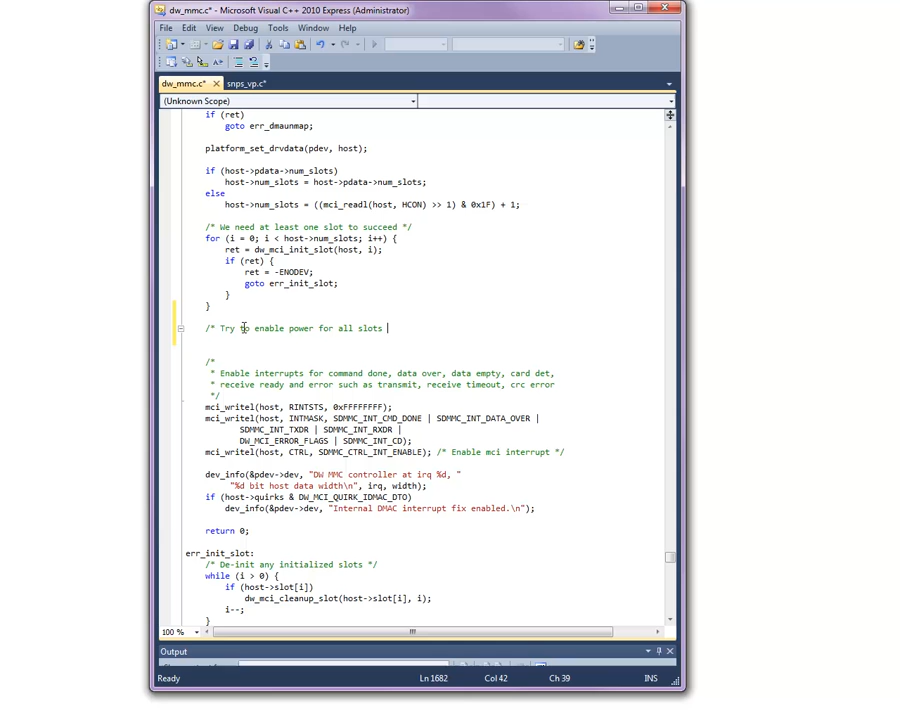 dw_mmc.c* - Microsoft Visual C++ 2010 Express (Administrator)
File Edit View Debug Tools Window Help
dw_mmc.c* snps_vp.c*
(Unknown Scope)
if (ret)
goto err_dmaunmap;
platform_set_drvdata(pdev, host);
if (host->pdata->num_slots)
host->num_slots = host->pdata->num_slots;
else
host->num_slots = ((mci_readl(host, HCON) >> 1) & 0x1F) + 1;
/* We need at least one slot to succeed */
for (i = 0; i < host->num_slots; i++) {
ret = dw_mci_init_slot(host, i);
if (ret) {
ret = -ENODEV;
goto err_init_slot;
}
}
/* Try to enable power for all slots
/*
* Enable interrupts for command done, data over, data empty, card det,
* receive ready and error such as transmit, receive timeout, crc error
*/
mci_writel(host, RINTSTS, 0xFFFFFFFF);
mci_writel(host, INTMASK, SDMMC_INT_CMD_DONE | SDMMC_INT_DATA_OVER |
SDMMC_INT_TXDR | SDMMC_INT_RXDR |
DW_MCI_ERROR_FLAGS | SDMMC_INT_CD);
mci_writel(host, CTRL, SDMMC_CTRL_INT_ENABLE); /* Enable mci interrupt */
dev_info(&pdev->dev, "DW MMC controller at irq %d, "
"%d bit host data width\n", irq, width);
if (host->quirks & DW_MCI_QUIRK_IDMAC_DTO)
dev_info(&pdev->dev, "Internal DMAC interrupt fix enabled.\n");
return 0;
err_init_slot:
/* De-init any initialized slots */
while (i > 0) {
if (host->slot[i])
dw_mci_cleanup_slot(host->slot[i], i);
i--;
}
100 %
Output
Ready Ln 1682 Col 42 Ch 39 INS